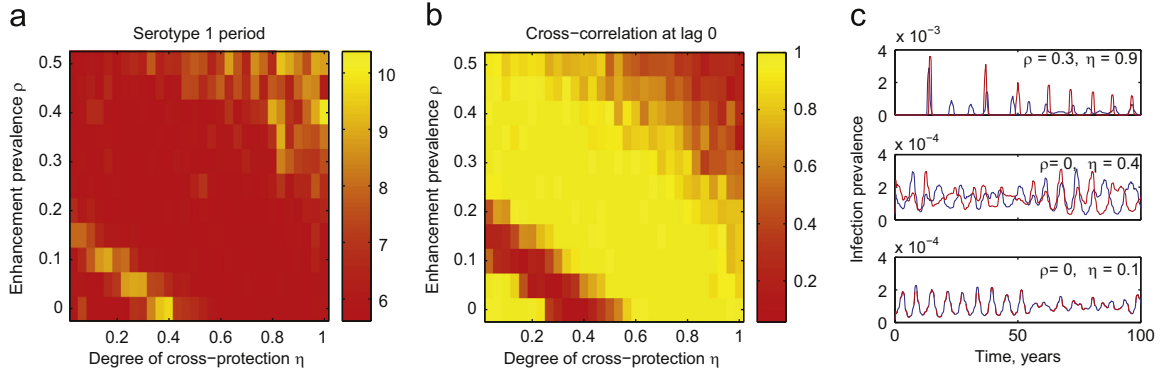 a
Serotype 1 period
Enhancement prevalence ρ
0.5
0.4
0.3
0.2
0.1
0
0.2 0.4 0.6 0.8 1
Degree of cross−protection η
10
9
8
7
6
b
Cross−correlation at lag 0
Enhancement prevalence ρ
0.5
0.4
0.3
0.2
0.1
0
0.2 0.4 0.6 0.8 1
Degree of cross−protection η
1
0.8
0.6
0.4
0.2
c
x 10⁻³
ρ = 0.3, η = 0.9
4
2
0
x 10⁻⁴
ρ=0, η = 0.4
4
2
0
x 10⁻⁴
ρ=0, η = 0.1
4
2
0
Infection prevalence
0 50 100
Time, years